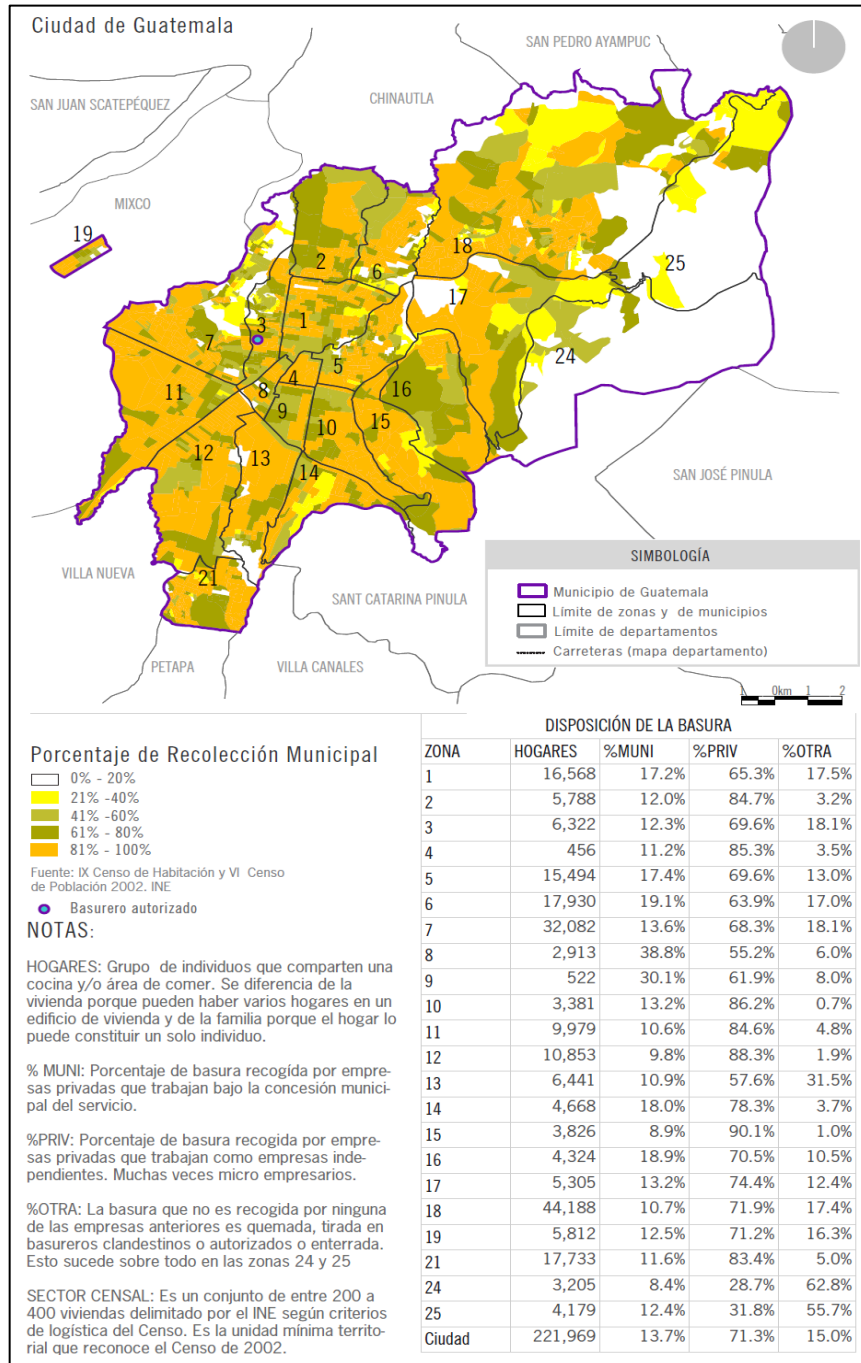 Ciudad de Guatemala
SAN PEDRO AYAMPUC
SAN JUAN SCATEPÉQUEZ
CHINAUTLA
MIXCO
19
18
2
6
25
17
1
3
7
5
24
4
16
8
11
9
15
10
12
13
14
SAN JOSÉ PINULA
VILLA NUEVA
21
SANT CATARINA PINULA
PETAPA
VILLA CANALES
SIMBOLOGÍA
Municipio de Guatemala
Límite de zonas y de municipios
Límite de departamentos
Carreteras (mapa departamento)
1 0km 1 2
Porcentaje de Recolección Municipal
0% - 20%
21% -40%
41% -60%
61% - 80%
81% - 100%
Fuente: IX Censo de Habitación y VI Censo
de Población 2002. INE
Basurero autorizado
NOTAS:
HOGARES: Grupo de individuos que comparten una
cocina y/o área de comer. Se diferencia de la
vivienda porque pueden haber varios hogares en un
edificio de vivienda y de la familia porque el hogar lo
puede constituir un solo individuo.
% MUNI: Porcentaje de basura recogída por empre-
sas privadas que trabajan bajo la concesión munici-
pal del servicio.
%PRIV: Porcentaje de basura recogida por empre-
sas privadas que trabajan como empresas inde-
pendientes. Muchas veces micro empresarios.
%OTRA: La basura que no es recogida por ninguna
de las empresas anteriores es quemada, tirada en
basureros clandestinos o autorizados o enterrada.
Esto sucede sobre todo en las zonas 24 y 25
SECTOR CENSAL: Es un conjunto de entre 200 a
400 viviendas delimitado por el INE según criterios
de logística del Censo. Es la unidad mínima territo-
rial que reconoce el Censo de 2002.
DISPOSICIÓN DE LA BASURA
ZONA HOGARES %MUNI %PRIV %OTRA
1 16,568 17.2% 65.3% 17.5%
2 5,788 12.0% 84.7% 3.2%
3 6,322 12.3% 69.6% 18.1%
4 456 11.2% 85.3% 3.5%
5 15,494 17.4% 69.6% 13.0%
6 17,930 19.1% 63.9% 17.0%
7 32,082 13.6% 68.3% 18.1%
8 2,913 38.8% 55.2% 6.0%
9 522 30.1% 61.9% 8.0%
10 3,381 13.2% 86.2% 0.7%
11 9,979 10.6% 84.6% 4.8%
12 10,853 9.8% 88.3% 1.9%
13 6,441 10.9% 57.6% 31.5%
14 4,668 18.0% 78.3% 3.7%
15 3,826 8.9% 90.1% 1.0%
16 4,324 18.9% 70.5% 10.5%
17 5,305 13.2% 74.4% 12.4%
18 44,188 10.7% 71.9% 17.4%
19 5,812 12.5% 71.2% 16.3%
21 17,733 11.6% 83.4% 5.0%
24 3,205 8.4% 28.7% 62.8%
25 4,179 12.4% 31.8% 55.7%
Ciudad 221,969 13.7% 71.3% 15.0%